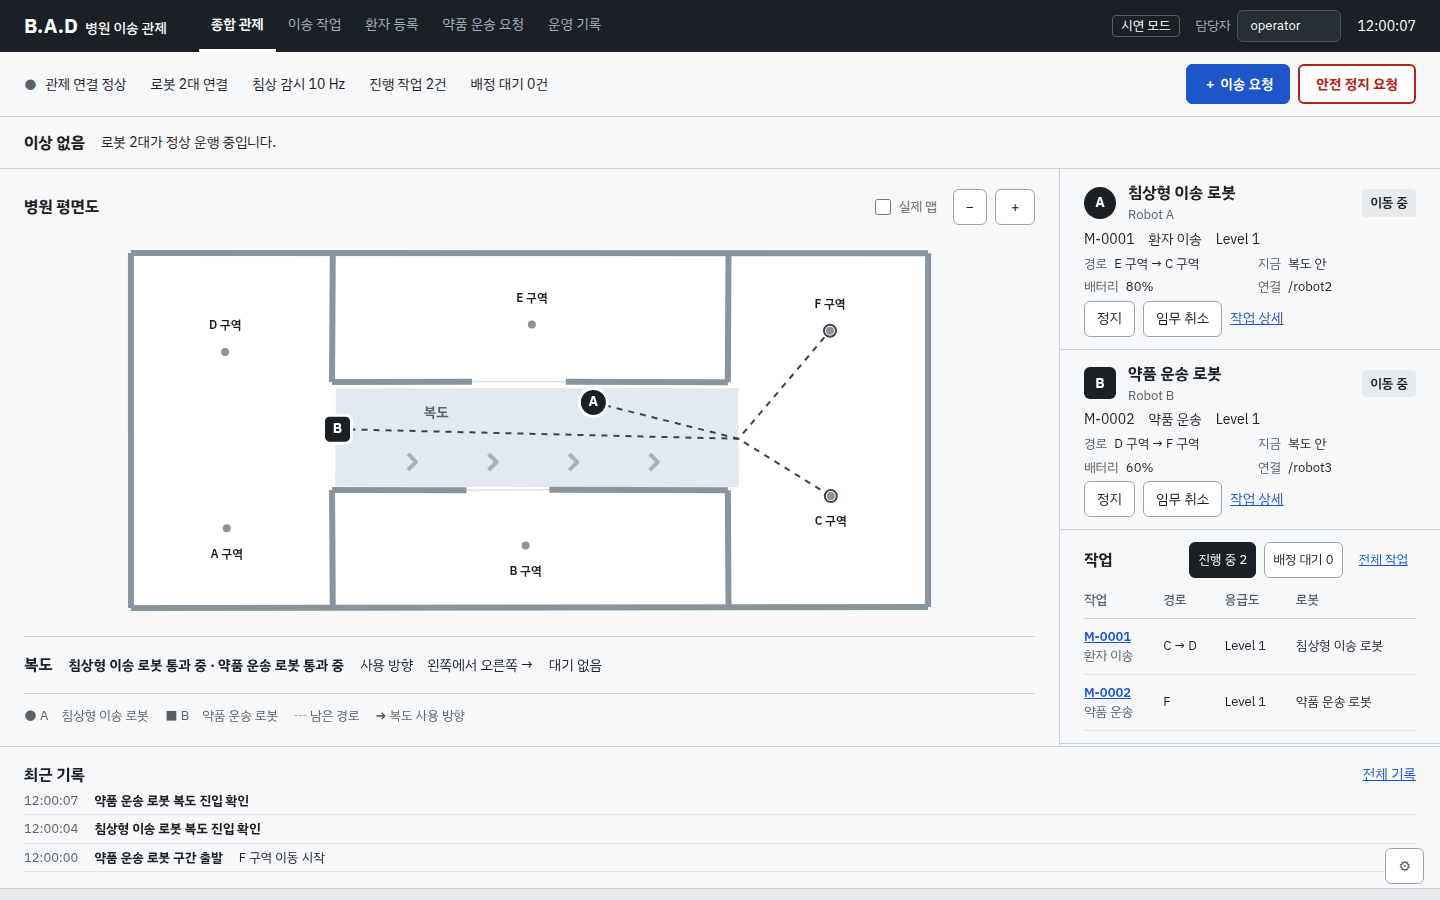 B.A.D 병원 이송 관제 종합 관제 이송 작업 환자 등록 약품 운송 요청 운영 기록 시연 모드 담당자 operator 12:00:07
● 관제 연결 정상 로봇 2대 연결 침상 감시 10 Hz 진행 작업 2건 배정 대기 0건 + 이송 요청 안전 정지 요청
이상 없음 로봇 2대가 정상 운행 중입니다.
병원 평면도 실제 맵 − +
D 구역
E 구역
F 구역
A
복도
B
C 구역
A 구역
B 구역
복도 침상형 이송 로봇 통과 중 · 약품 운송 로봇 통과 중 사용 방향 왼쪽에서 오른쪽 → 대기 없음
● A 침상형 이송 로봇 ■ B 약품 운송 로봇 --- 남은 경로 ➔ 복도 사용 방향
A 침상형 이송 로봇 이동 중
Robot A
M-0001 환자 이송 Level 1
경로 E 구역 → C 구역 지금 복도 안
배터리 80% 연결 /robot2
정지 임무 취소 작업 상세
B 약품 운송 로봇 이동 중
Robot B
M-0002 약품 운송 Level 1
경로 D 구역 → F 구역 지금 복도 안
배터리 60% 연결 /robot3
정지 임무 취소 작업 상세
작업 진행 중 2 배정 대기 0 전체 작업
작업 경로 응급도 로봇
M-0001 C → D Level 1 침상형 이송 로봇
환자 이송
M-0002 F Level 1 약품 운송 로봇
약품 운송
최근 기록 전체 기록
12:00:07 약품 운송 로봇 복도 진입 확인
12:00:04 침상형 이송 로봇 복도 진입 확인
12:00:00 약품 운송 로봇 구간 출발 F 구역 이동 시작